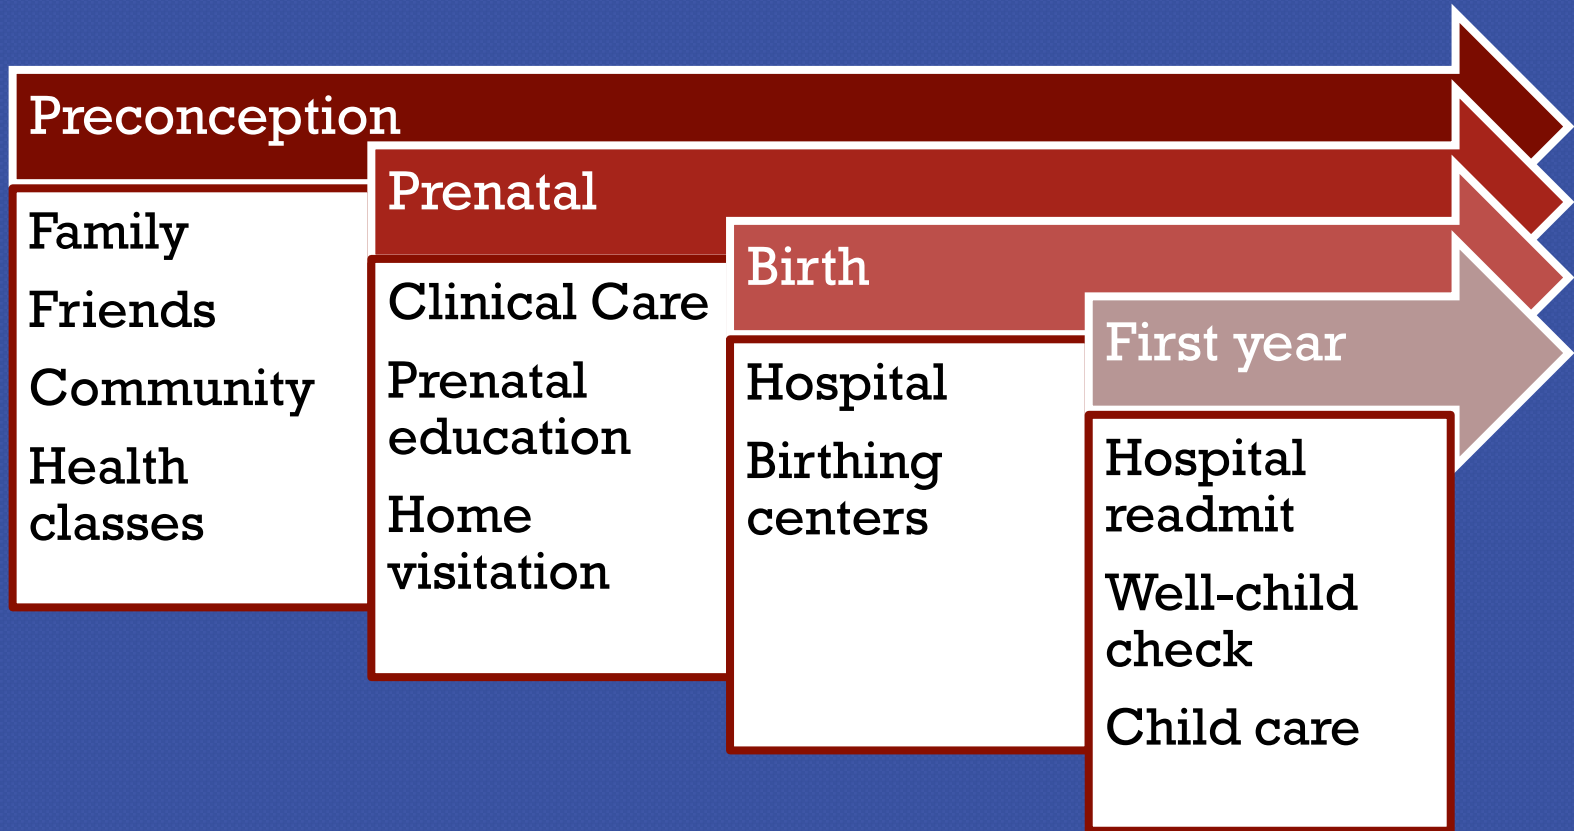 Preconception
Family
Friends
Community
Health
classes
Prenatal
Clinical Care
Prenatal
education
Home
visitation
Birth
Hospital
Birthing
centers
First year
Hospital
readmit
Well-child
check
Child care